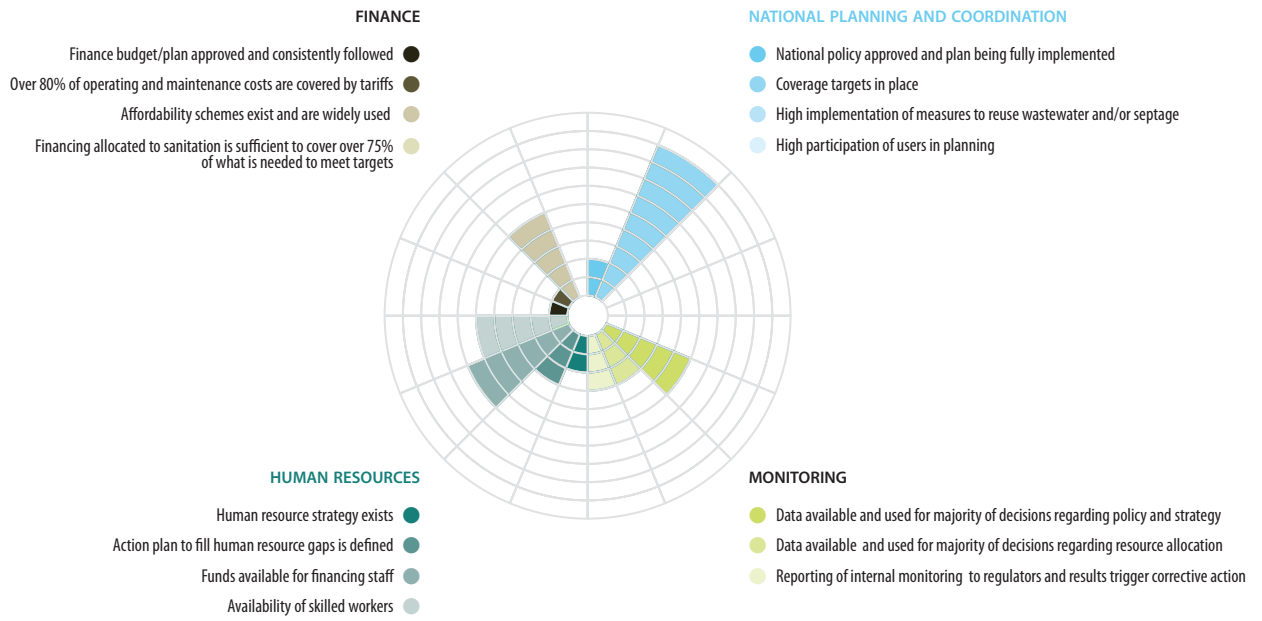 FINANCE
Finance budget/plan approved and consistently followed
Over 80% of operating and maintenance costs are covered by tariffs
Affordability schemes exist and are widely used
Financing allocated to sanitation is sufficient to cover over 75%
of what is needed to meet targets
NATIONAL PLANNING AND COORDINATION
National policy approved and plan being fully implemented
Coverage targets in place
High implementation of measures to reuse wastewater and/or septage
High participation of users in planning
HUMAN RESOURCES
Human resource strategy exists
Action plan to fill human resource gaps is defined
Funds available for financing staff
Availability of skilled workers
MONITORING
Data available and used for majority of decisions regarding policy and strategy
Data available and used for majority of decisions regarding resource allocation
Reporting of internal monitoring to regulators and results trigger corrective action